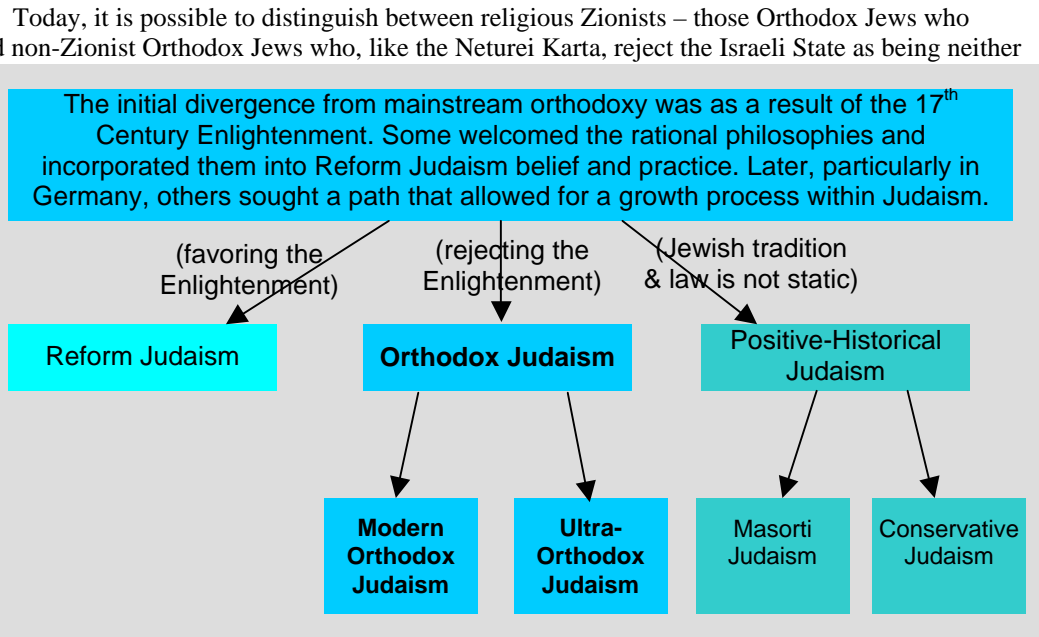 Today, it is possible to distinguish between religious Zionists – those Orthodox Jews who
non-Zionist Orthodox Jews who, like the Neturei Karta, reject the Israeli State as being neither
The initial divergence from mainstream orthodoxy was as a result of the 17th
Century Enlightenment. Some welcomed the rational philosophies and
incorporated them into Reform Judaism belief and practice. Later, particularly in
Germany, others sought a path that allowed for a growth process within Judaism.
(favoring the
Enlightenment)
(rejecting the
Enlightenment)
(Jewish tradition
& law is not static)
Reform Judaism
Orthodox Judaism
Positive-Historical
Judaism
Modern
Orthodox
Judaism
Ultra-
Orthodox
Judaism
Masorti
Judaism
Conservative
Judaism